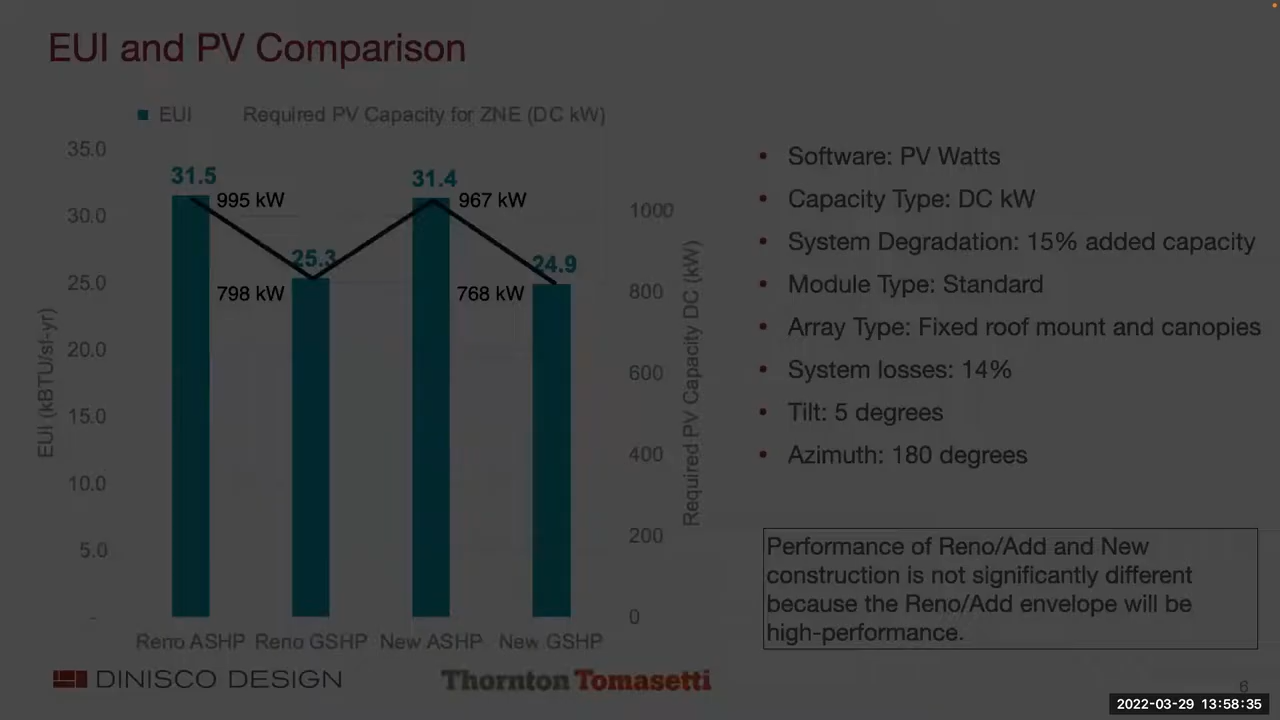 EUI and PV Comparison
EUI
Required PV Capacity for ZNE (DC kW)
35.0
30.0
25.0
20.0
15.0
10.0
5.0
-
EUI (kBTU/sf-yr)
31.5
995 kW
25.3
798 kW
31.4
967 kW
24.9
768 kW
1000
800
600
400
200
0
Required PV Capacity DC (kW)
Reno ASHP
Reno GSHP
New ASHP
New GSHP
• Software: PV Watts
• Capacity Type: DC kW
• System Degradation: 15% added capacity
• Module Type: Standard
• Array Type: Fixed roof mount and canopies
• System losses: 14%
• Tilt: 5 degrees
• Azimuth: 180 degrees
Performance of Reno/Add and New
construction is not significantly different
because the Reno/Add envelope will be
high-performance.
DINISCO DESIGN
Thornton Tomasetti
6
2022-03-29 13:58:35